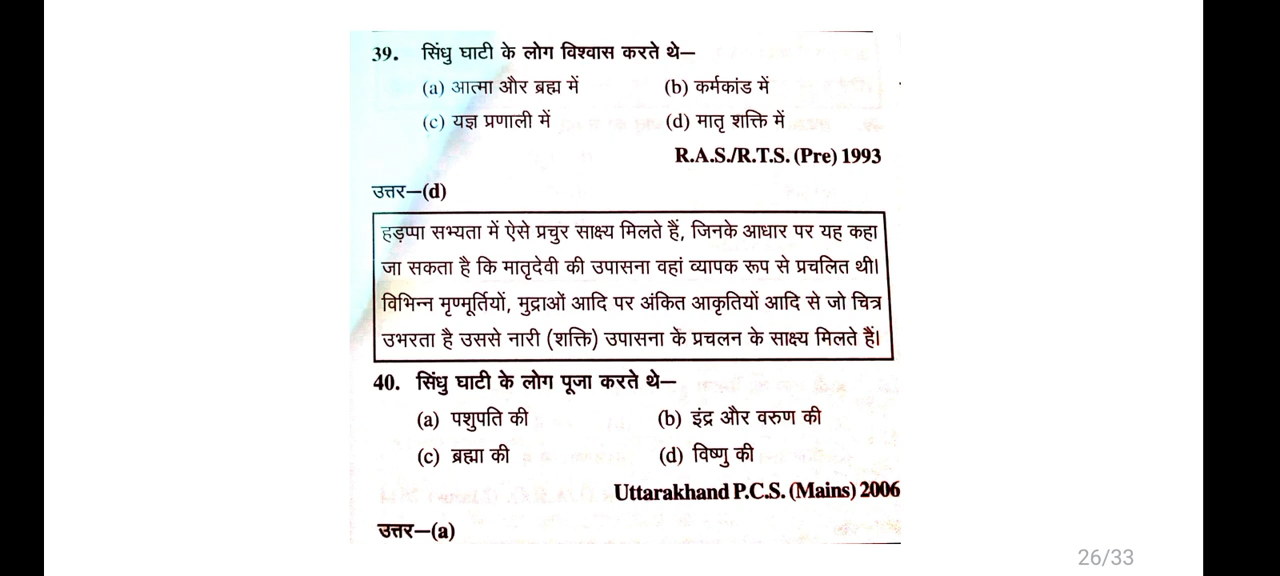 39. सिंधु घाटी के लोग विश्वास करते थे–
(a) आत्मा और ब्रह्म में (b) कर्मकांड में
(c) यज्ञ प्रणाली में (d) मातृ शक्ति में
R.A.S./R.T.S. (Pre) 1993
उत्तर–(d)
हड़प्पा सभ्यता में ऐसे प्रचुर साक्ष्य मिलते हैं, जिनके आधार पर यह कहा
जा सकता है कि मातृदेवी की उपासना वहां व्यापक रूप से प्रचलित थी।
विभिन्न मृण्मूर्तियों, मुद्राओं आदि पर अंकित आकृतियों आदि से जो चित्र
उभरता है उससे नारी (शक्ति) उपासना के प्रचलन के साक्ष्य मिलते हैं।
40. सिंधु घाटी के लोग पूजा करते थे–
(a) पशुपति की (b) इंद्र और वरुण की
(c) ब्रह्मा की (d) विष्णु की
Uttarakhand P.C.S. (Mains) 2006
उत्तर–(a)
26/33